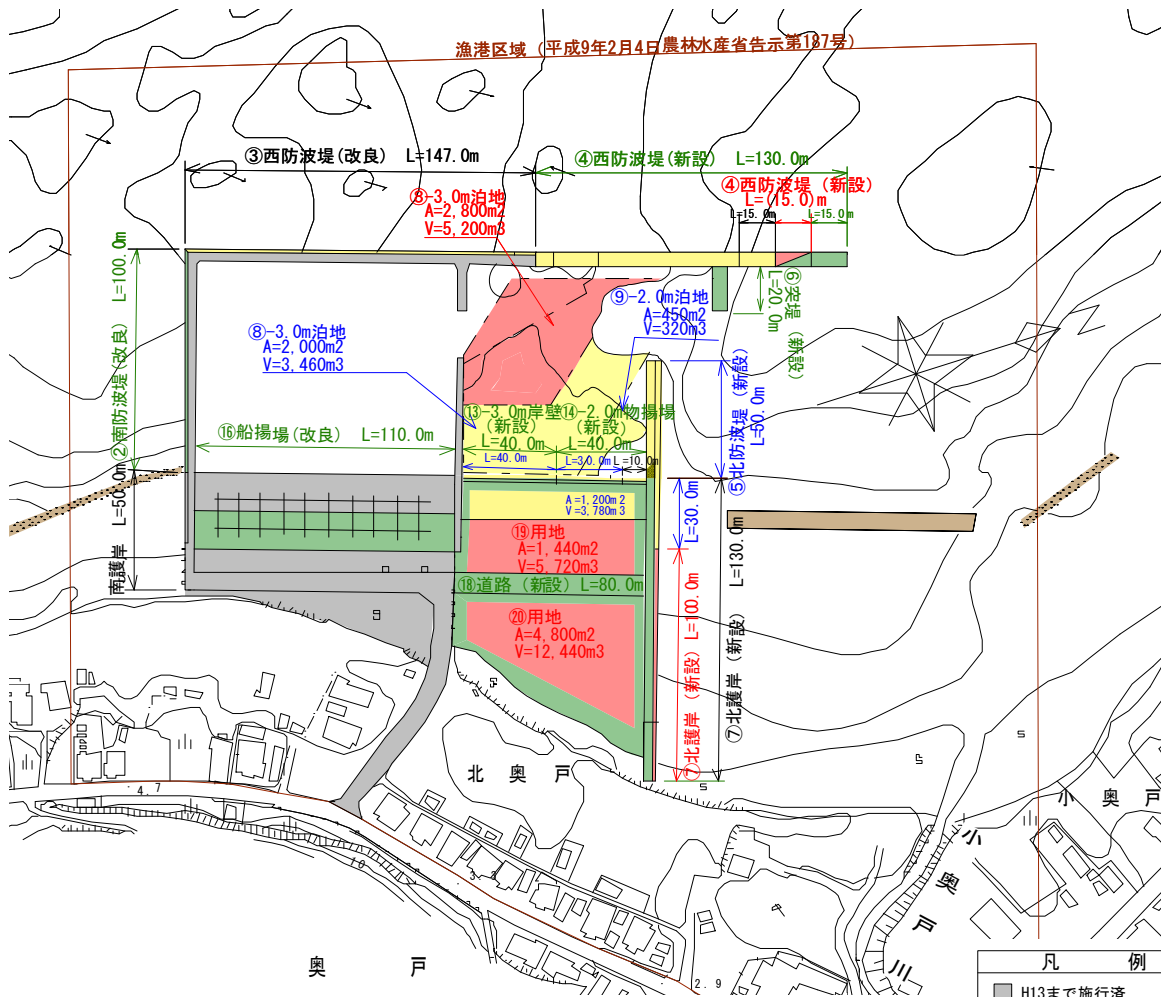 漁港区域 (平成9年2月4日農林水産省告示第187号)
③西防波堤(改良) L=147.0m
④西防波堤(新設) L=130.0m
④西防波堤 (新設)
L=(15.0)m
L=15.0m
L=15.0m
⑧-3.0m泊地
A=2,800m2
V=5,200m3
⑥突堤 (新設)
L=20.0m
⑨-2.0m泊地
A=450m2
V=320m3
⑧-3.0m泊地
A=2,000m2
V=3,460m3
②南防波堤(改良) L=100.0m
⑤北防波堤 (新設)
L=50.0m
⑬-3.0m岸壁
(新設)
L=40.0m
⑭-2.0m物揚場
(新設)
L=40.0m
⑯船揚場(改良) L=110.0m
L=40.0m
L=30.0m
L=10.0m
南護岸 L=50.0m
A=1,200m2
V=3,780m3
L=30.0m
⑲用地
A=1,440m2
V=5,720m3
⑱道路 (新設) L=80.0m
⑳用地
A=4,800m2
V=12,440m3
⑦北護岸 (新設) L=100.0m
⑦北護岸 (新設) L=130.0m
北奥戸
小奥戸
小奥戸川
奥戸
4.7
10
3.3
2.9
凡例
H13まで施行済